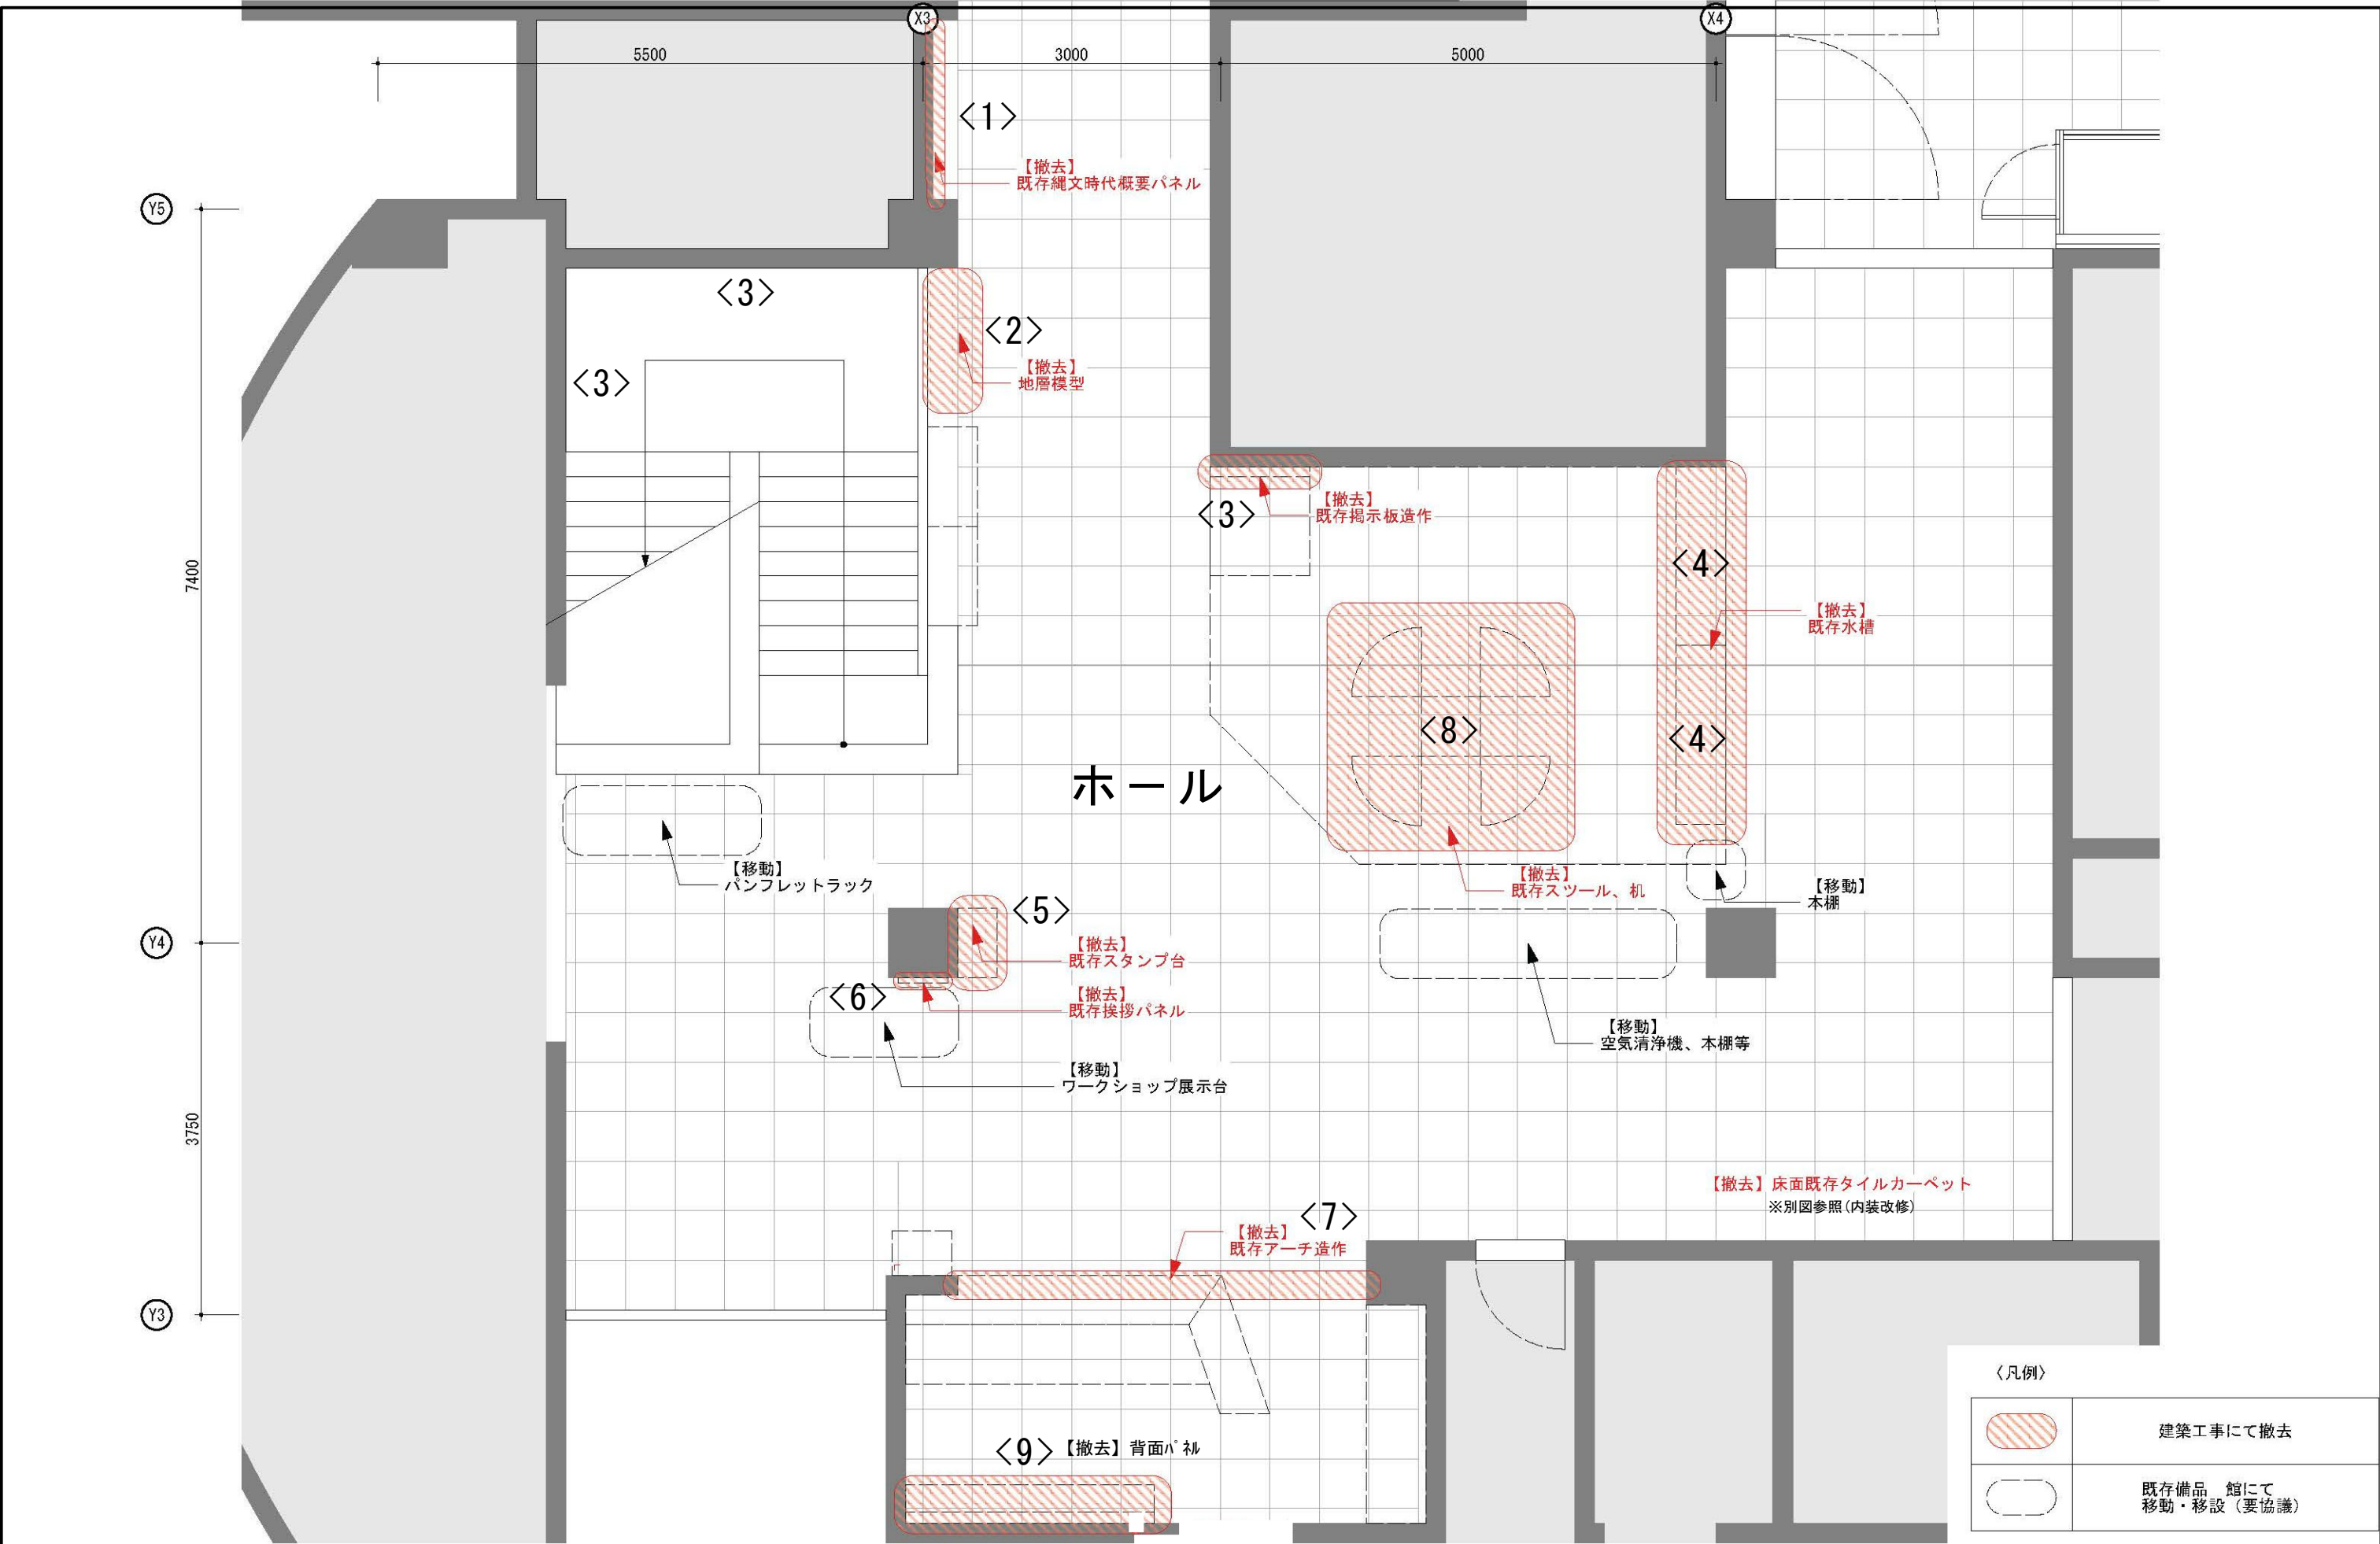 X3
X4
5500
3000
5000
<1>
【撤去】
既存縄文時代概要パネル
Y5
<3>
<2>
<3>
【撤去】
地層模型
【撤去】
既存掲示板造作
<3>
<4>
7400
【撤去】
既存水槽
<8>
<4>
ホール
【移動】
パンフレットラック
【撤去】
既存スツール、机
【移動】
本棚
<5>
Y4
【撤去】
既存スタンプ台
<6>
【撤去】
既存挨拶パネル
【移動】
空気清浄機、本棚等
【移動】
ワークショップ展示台
3750
【撤去】床面既存タイルカーペット
※別図参照(内装改修)
<7>
【撤去】
既存アーチ造作
Y3
<9>【撤去】背面パネル
〈凡例〉
建築工事にて撤去
既存備品　館にて
移動・移設（要協議）